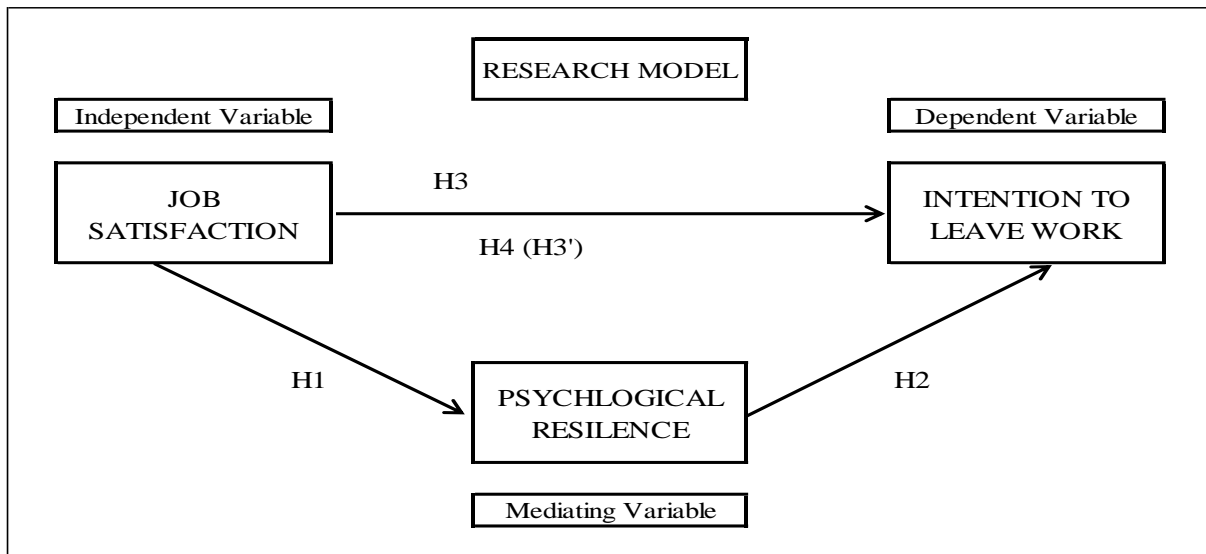 RESEARCH MODEL
Independent Variable
Dependent Variable
JOB
SATISFACTION
H3
H4 (H3')
INTENTION TO
LEAVE WORK
H1
PSYCHLOGICAL
RESILENCE
H2
Mediating Variable